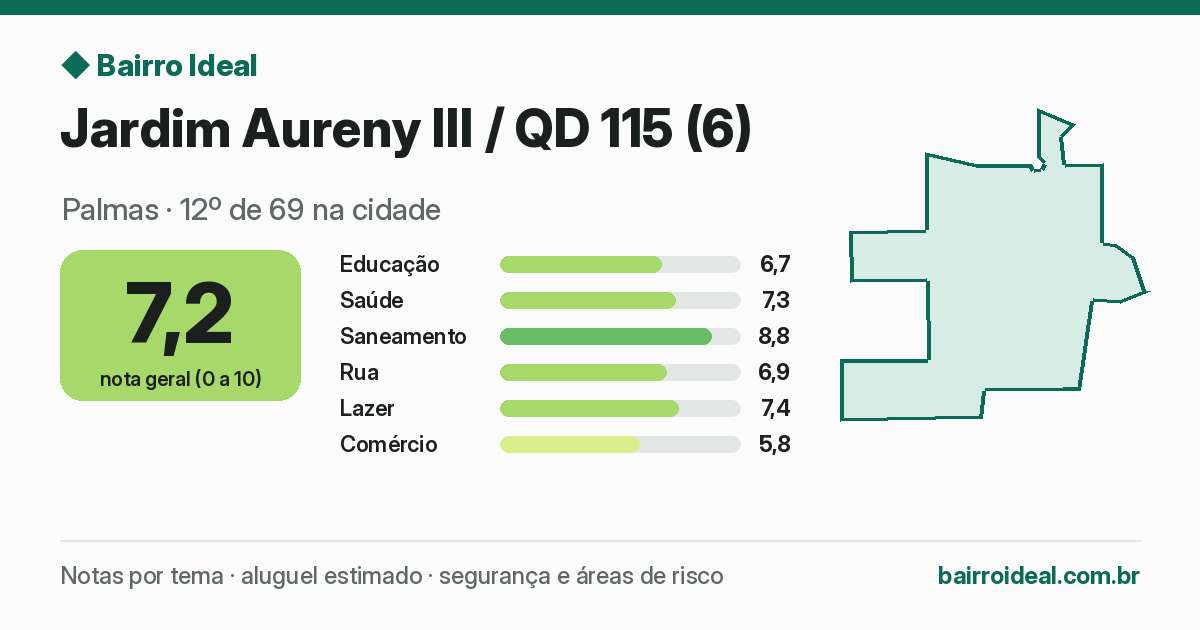 Bairro Ideal
Jardim Aureny III / QD 115 (6)
Palmas · 12º de 69 na cidade
7,2
nota geral (0 a 10)
Educação 6,7
Saúde 7,3
Saneamento 8,8
Rua 6,9
Lazer 7,4
Comércio 5,8
Notas por tema · aluguel estimado · segurança e áreas de risco
bairroideal.com.br